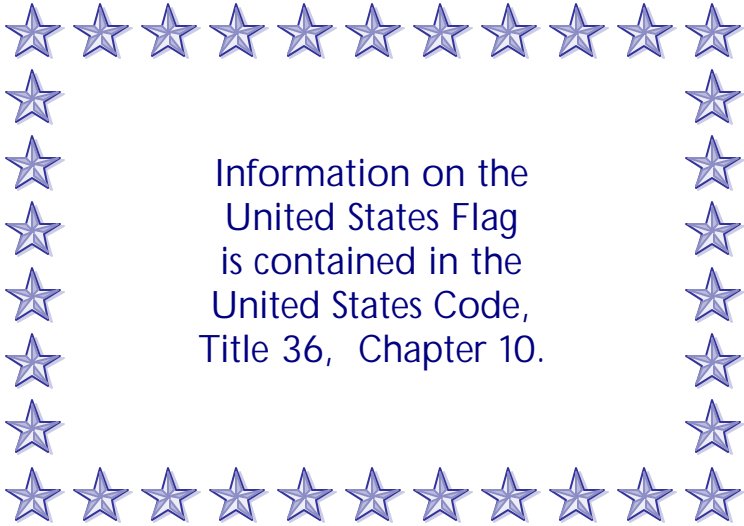 Information on the
United States Flag
is contained in the
United States Code,
Title 36,  Chapter 10.